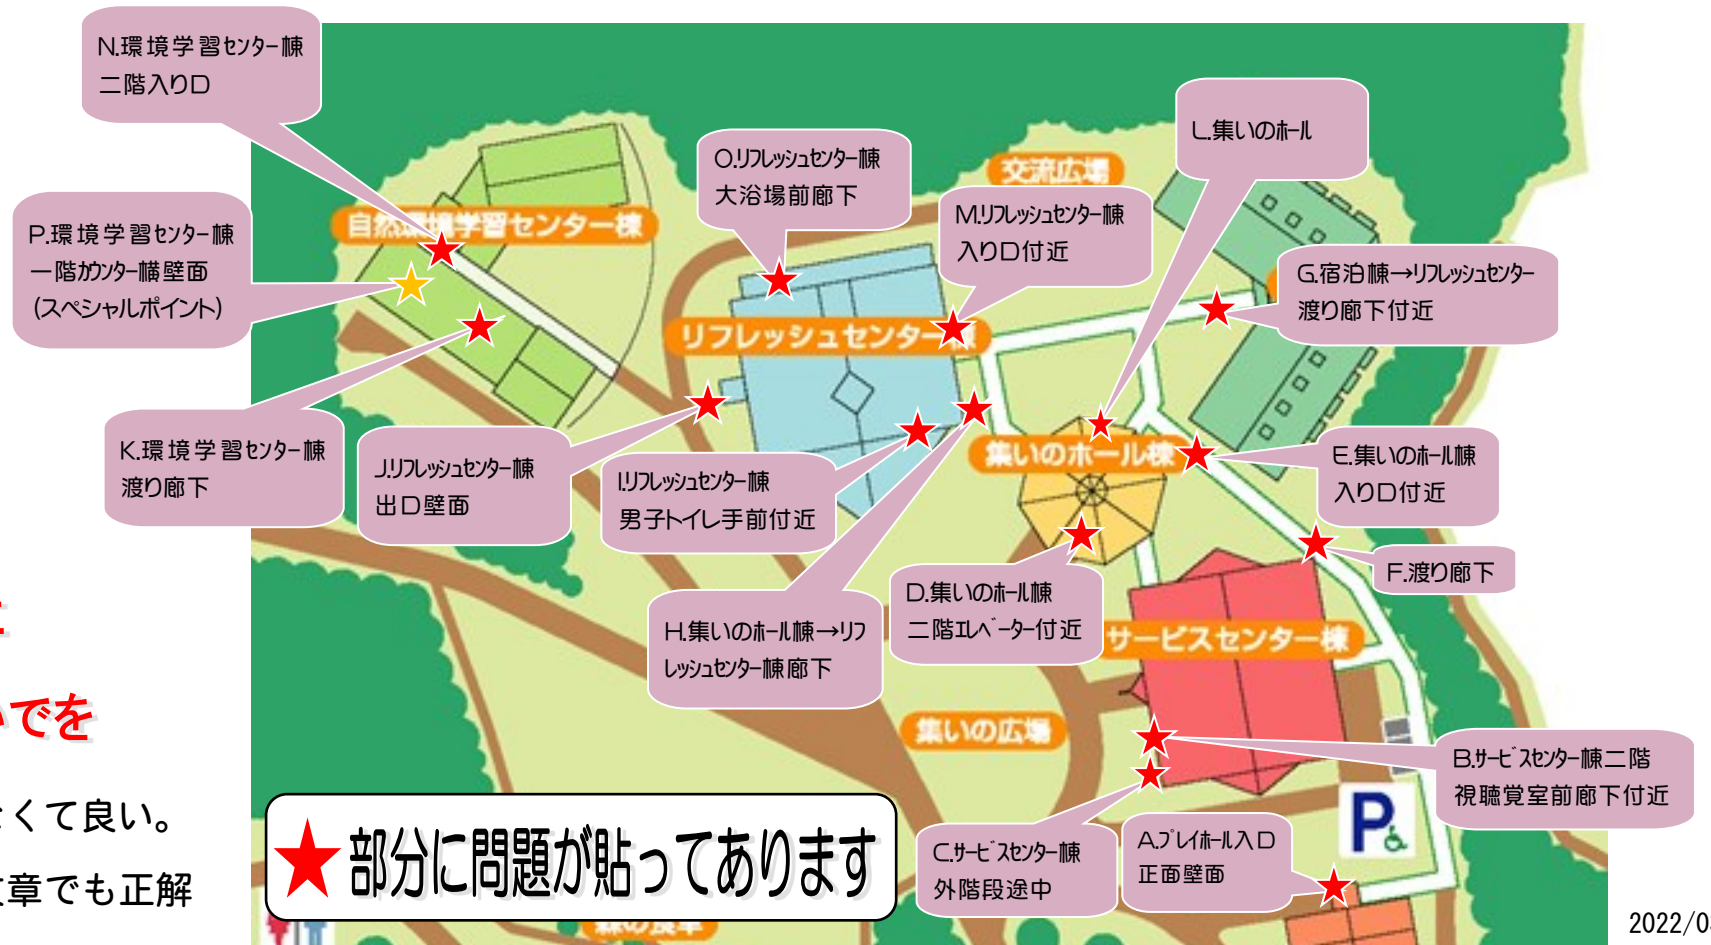 N.環境学習センター棟
二階入り口
L.集いのホール
O.リフレッシュセンター棟
大浴場前廊下
交流広場
M.リフレッシュセンター棟
入り口付近
自然環境学習センター棟
P.環境学習センター棟
一階カウンター横壁面
(スペシャルポイント)
G.宿泊棟→リフレッシュセンター
渡り廊下付近
リフレッシュセンター棟
K.環境学習センター棟
渡り廊下
J.リフレッシュセンター棟
出口壁面
I.リフレッシュセンター棟
男子トイレ手前付近
集いのホール棟
E.集いのホール棟
入り口付近
F.渡り廊下
D.集いのホール棟
二階エレベーター付近
H.集いのホール棟→リフ
レッシュセンター棟廊下
サービスセンター棟
いでを
集いの広場
B.サービスセンター棟二階
視聴覚室前廊下付近
P
くて良い。
★部分に問題が貼ってあります
C.サービスセンター棟
外階段途中
A.プレイホール入口
正面壁面
文章でも正解
2022/0